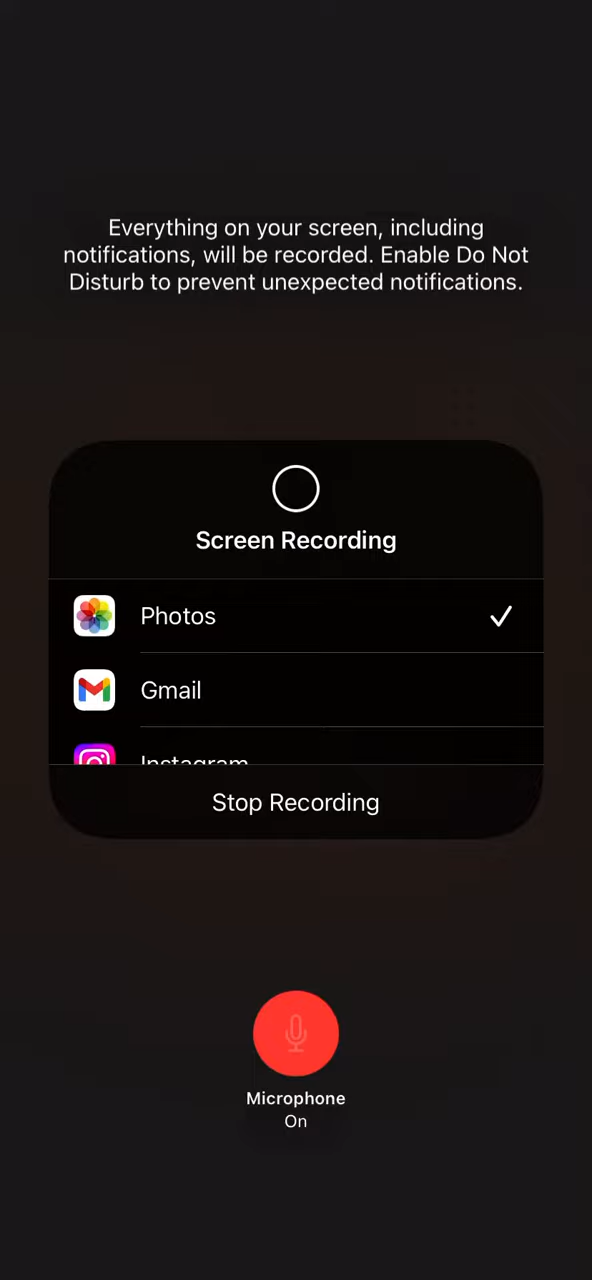 Everything on your screen, including
notifications, will be recorded. Enable Do Not
Disturb to prevent unexpected notifications.
Screen Recording
Photos
Gmail
Instagram
Stop Recording
Microphone
On